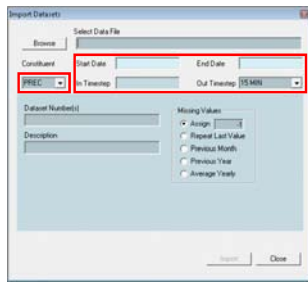 Import Datasets
Select Data File
Browse
Constituent Start Date End Date
PREC In Timestep Out Timestep 15 MIN
Dataset Number(s)
Missing Values
Assign
Description
Repeat Last Value
Previous Month
Previous Year
Average Yearly
Import Close